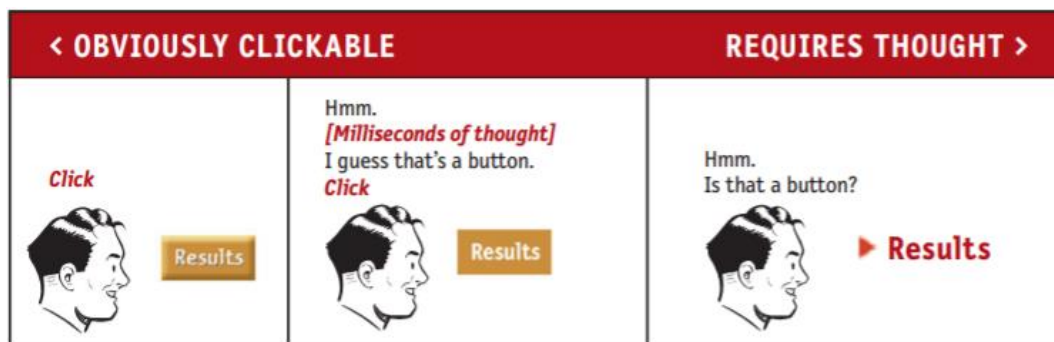 < OBVIOUSLY CLICKABLE
REQUIRES THOUGHT >
Click
Results
Hmm.
[Milliseconds of thought]
I guess that's a button.
Click
Results
Hmm.
Is that a button?
Results